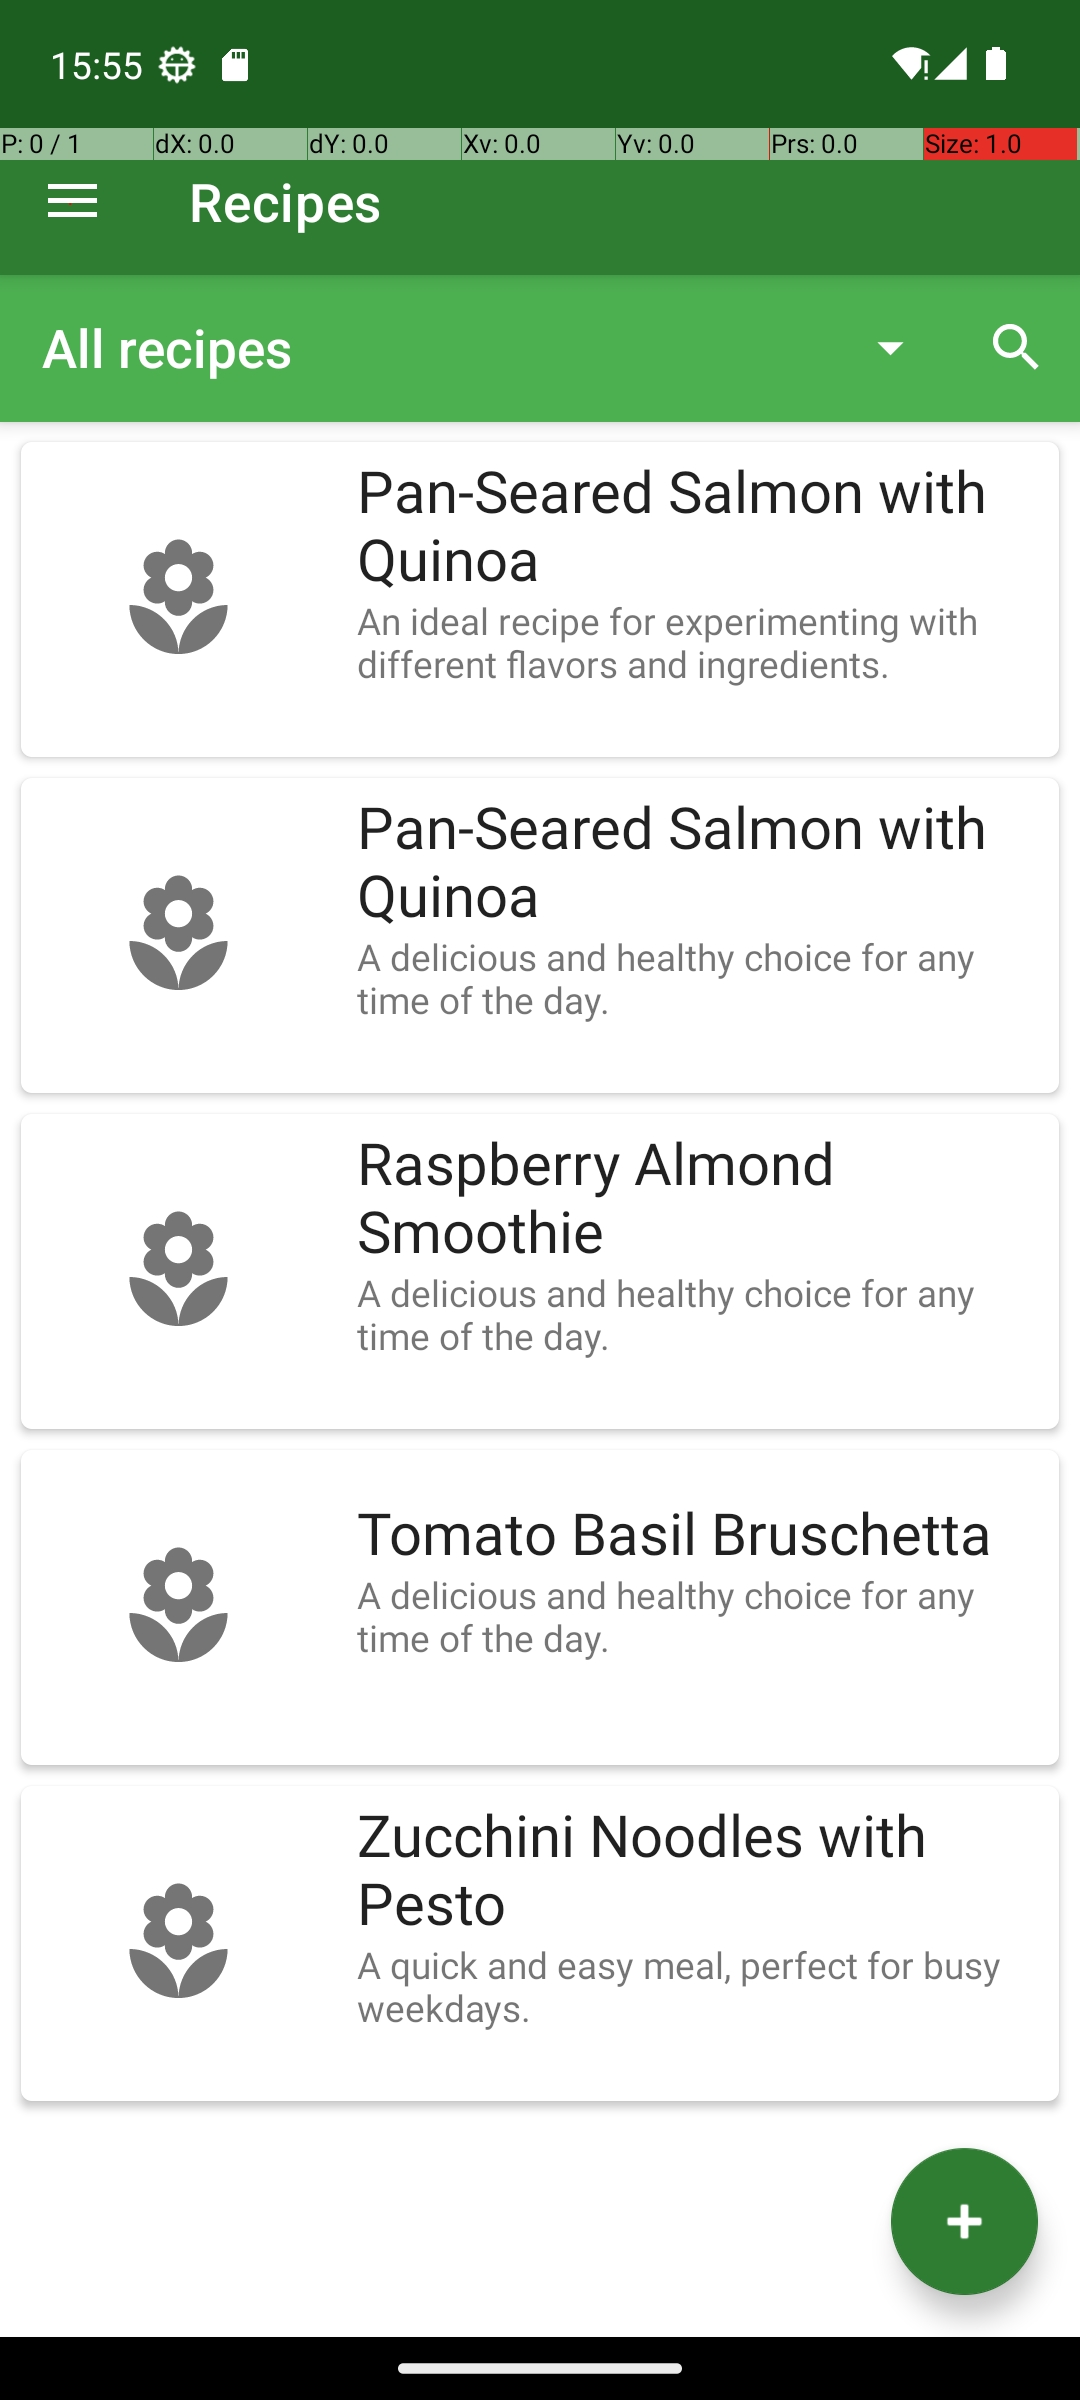 15:55
P: 0 / 1 dX: 0.0 dY: 0.0 Xv: 0.0 Yv: 0.0 Prs: 0.0 Size: 1.0
Recipes
All recipes
Pan-Seared Salmon with
Quinoa
An ideal recipe for experimenting with
different flavors and ingredients.
Pan-Seared Salmon with
Quinoa
A delicious and healthy choice for any
time of the day.
Raspberry Almond
Smoothie
A delicious and healthy choice for any
time of the day.
Tomato Basil Bruschetta
A delicious and healthy choice for any
time of the day.
Zucchini Noodles with
Pesto
A quick and easy meal, perfect for busy
weekdays.